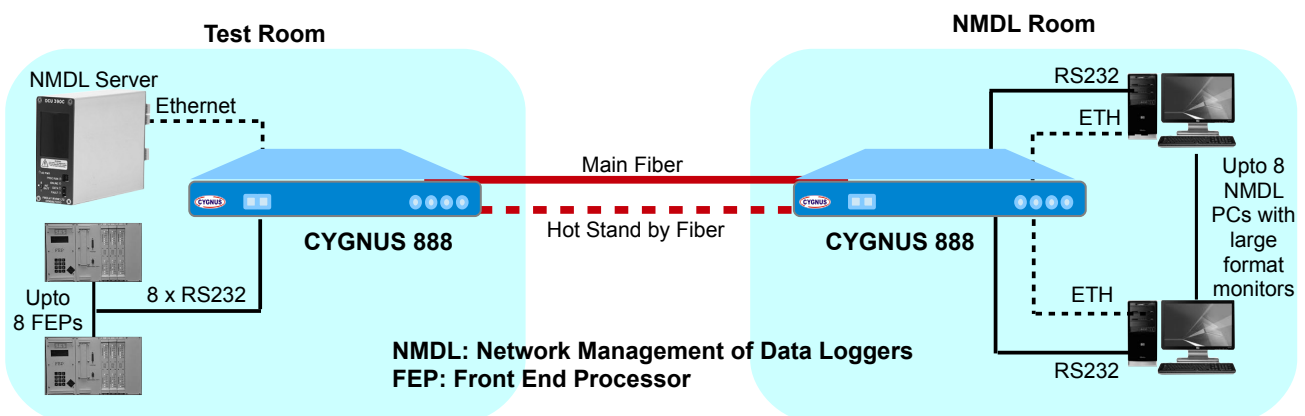 Test Room
NMDL Room
NMDL Server
Ethernet
CYGNUS
CYGNUS 888
Upto
8 FEPs
8 x RS232
Main Fiber
Hot Stand by Fiber
CYGNUS
CYGNUS 888
RS232
ETH
Upto 8
NMDL
PCs with
large
format
monitors
ETH
RS232
NMDL: Network Management of Data Loggers
FEP: Front End Processor